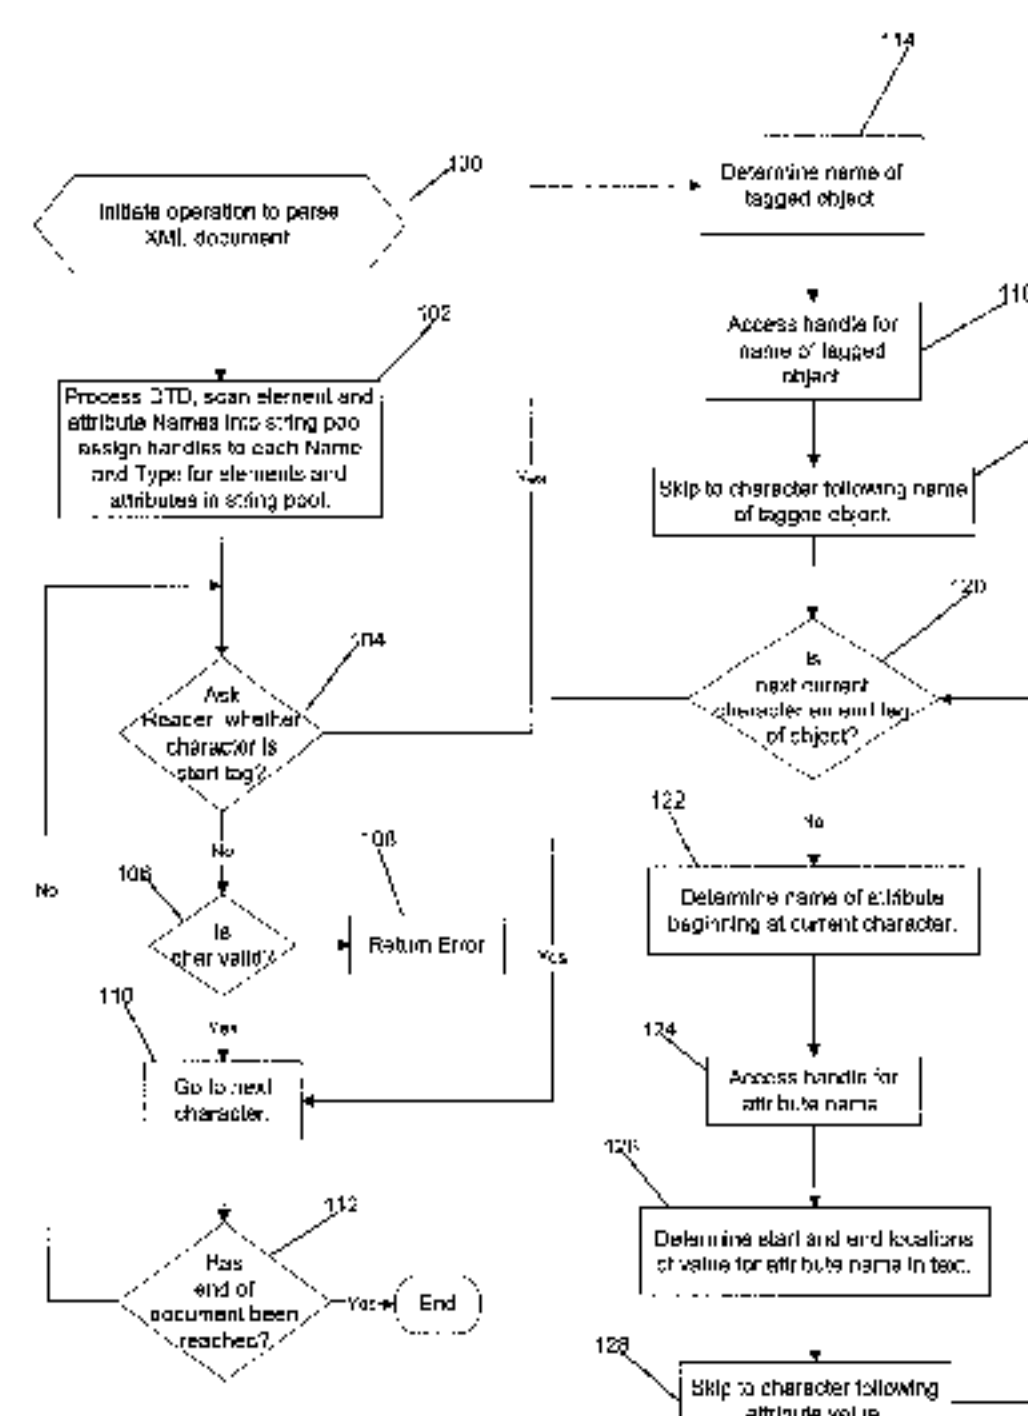 114
100
Initiate operation to parse
XML document
Determine name of
tagged object
102
Process DTD, scan element and
attribute Names into string poo
assign handles to each Name
and Type for elements and
attributes in string pool.
Access handle for
name of tagged
object
Yes
Skip to character following name
of tagged object.
104
Ask
Reader whether
character is
start tag?
120
Is
next current
character an end tag
of object?
No
106
Is
char valid?
No
108
Return Error
Yes
122
No
Determine name of attribute
beginning at current character.
110
Yes
Go to next
character.
124
Access handle for
attribute name
112
Has
end of
document been
reached?
Yes
End
126
Determine start and end locations
of value for attribute name in text.
128
Skip to character following
attribute value